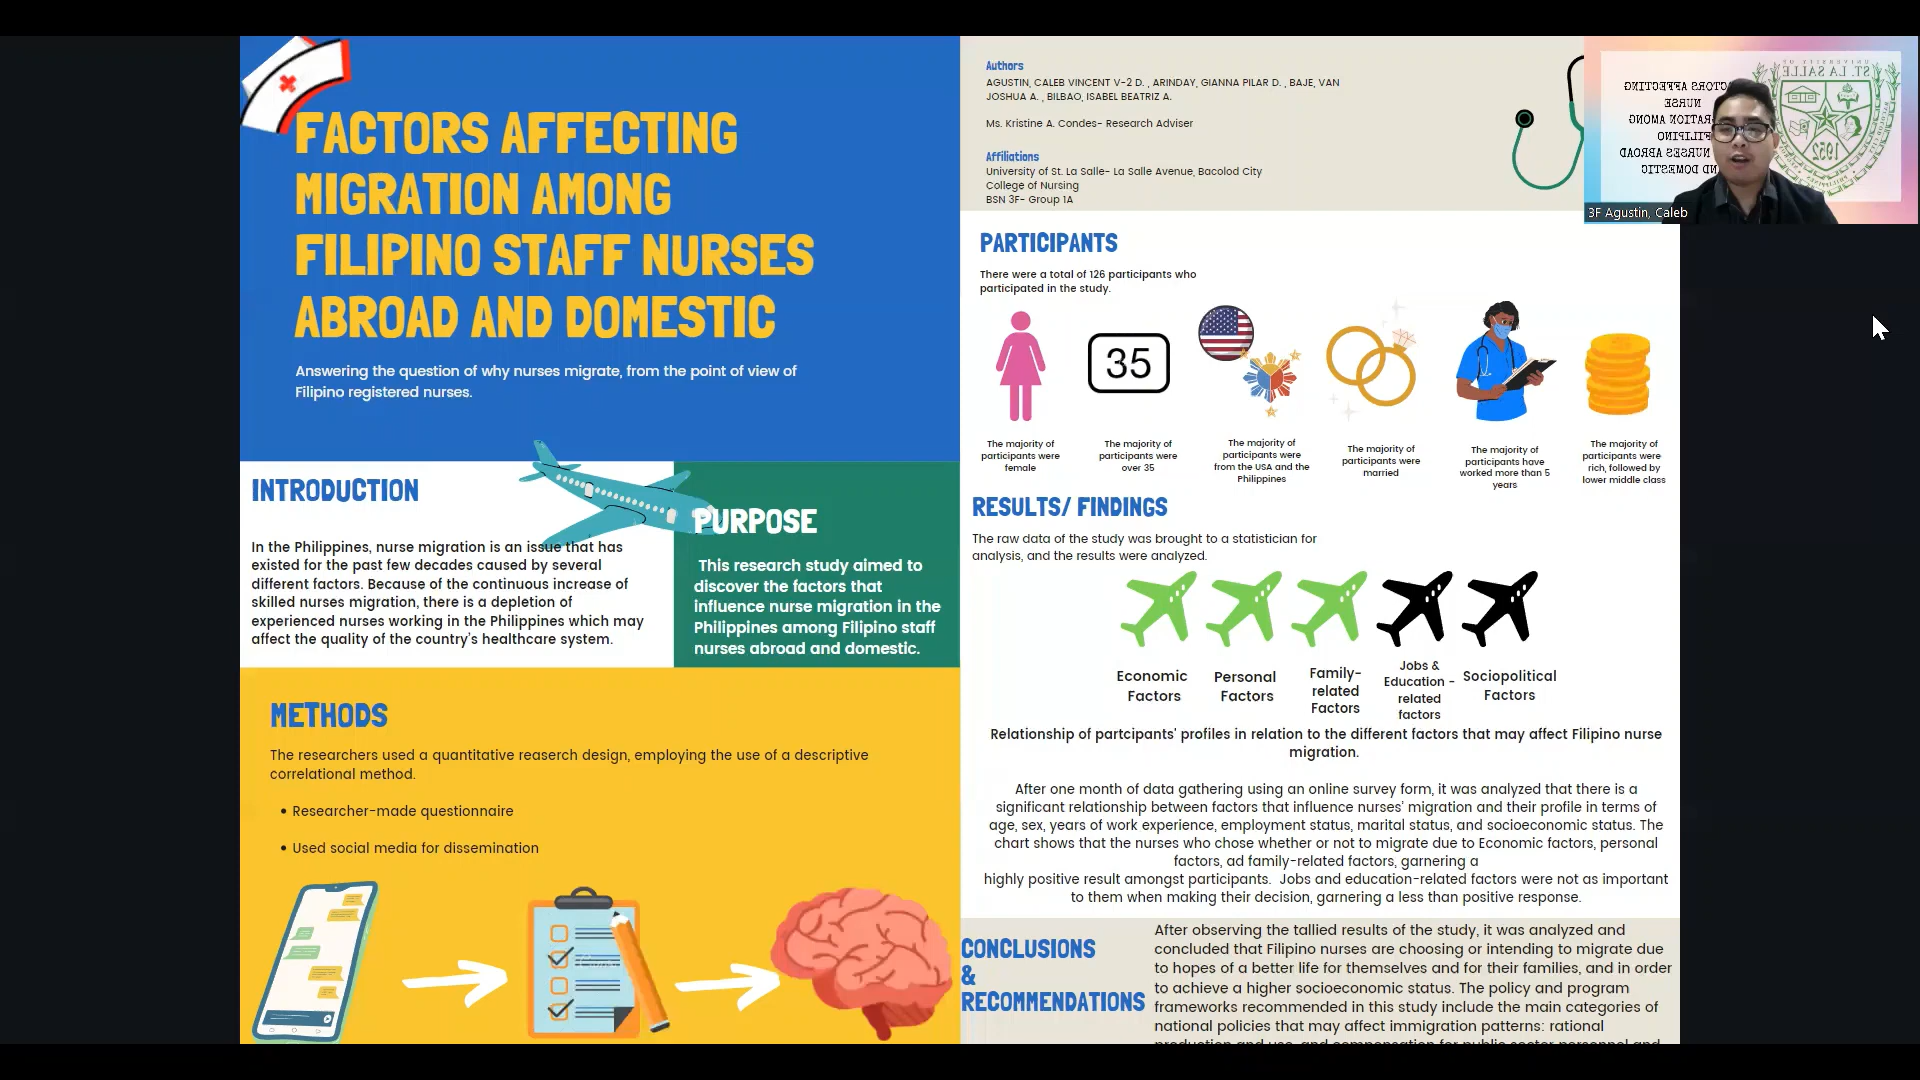 FACTORS AFFECTING
MIGRATION AMONG
FILIPINO STAFF NURSES
ABROAD AND DOMESTIC
Answering the question of why nurses migrate, from the point of view of
Filipino registered nurses.
INTRODUCTION
In the Philippines, nurse migration is an issue that has
existed for the past few decades caused by several
different factors. Because of the continuous increase of
skilled nurses migration, there is a depletion of
experienced nurses working in the Philippines which may
affect the quality of the country's healthcare system.
PURPOSE
This research study aimed to
discover the factors that
influence nurse migration in the
Philippines among Filipino staff
nurses abroad and domestic.
METHODS
The researchers used a quantitative reaserch design, employing the use of a descriptive
correlational method.
• Researcher-made questionnaire
• Used social media for dissemination
Authors
AGUSTIN, CALEB VINCENT V-2 D. , ARINDAY, GIANNA PILAR D. , BAJE, VAN
JOSHUA A. , BILBAO, ISABEL BEATRIZ A.
Ms. Kristine A. Condes- Research Adviser
Affiliations
University of St. La Salle- La Salle Avenue, Bacolod City
College of Nursing
BSN 3F- Group 1A
PARTICIPANTS
There were a total of 126 participants who
participated in the study.
35
The majority of
participants were
female
The majority of
participants were
over 35
The majority of
participants were
from the USA and the
Philippines
The majority of
participants were
married
The majority of
participants have
worked more than 5
years
The majority of
participants were
rich, followed by
lower middle class
RESULTS/ FINDINGS
The raw data of the study was brought to a statistician for
analysis, and the results were analyzed.
Economic
Factors
Personal
Factors
Family-
related
Factors
Jobs &
Education -
related
factors
Sociopolitical
Factors
Relationship of partcipants' profiles in relation to the different factors that may affect Filipino nurse
migration.
After one month of data gathering using an online survey form, it was analyzed that there is a
significant relationship between factors that influence nurses' migration and their profile in terms of
age, sex, years of work experience, employment status, marital status, and socioeconomic status. The
chart shows that the nurses who chose whether or not to migrate due to Economic factors, personal
factors, ad family-related factors, garnering a
highly positive result amongst participants. Jobs and education-related factors were not as important
to them when making their decision, garnering a less than positive response.
CONCLUSIONS
&
RECOMMENDATIONS
After observing the tallied results of the study, it was analyzed and
concluded that Filipino nurses are choosing or intending to migrate due
to hopes of a better life for themselves and for their families, and in order
to achieve a higher socioeconomic status. The policy and program
frameworks recommended in this study include the main categories of
national policies that may affect immigration patterns: rational
production and use, and compensation for public sector personnel and
ST. LA SALLE
1952
NURSE
FILIPINO
NURSES ABROAD
DOMESTIC
3F Agustin, Caleb